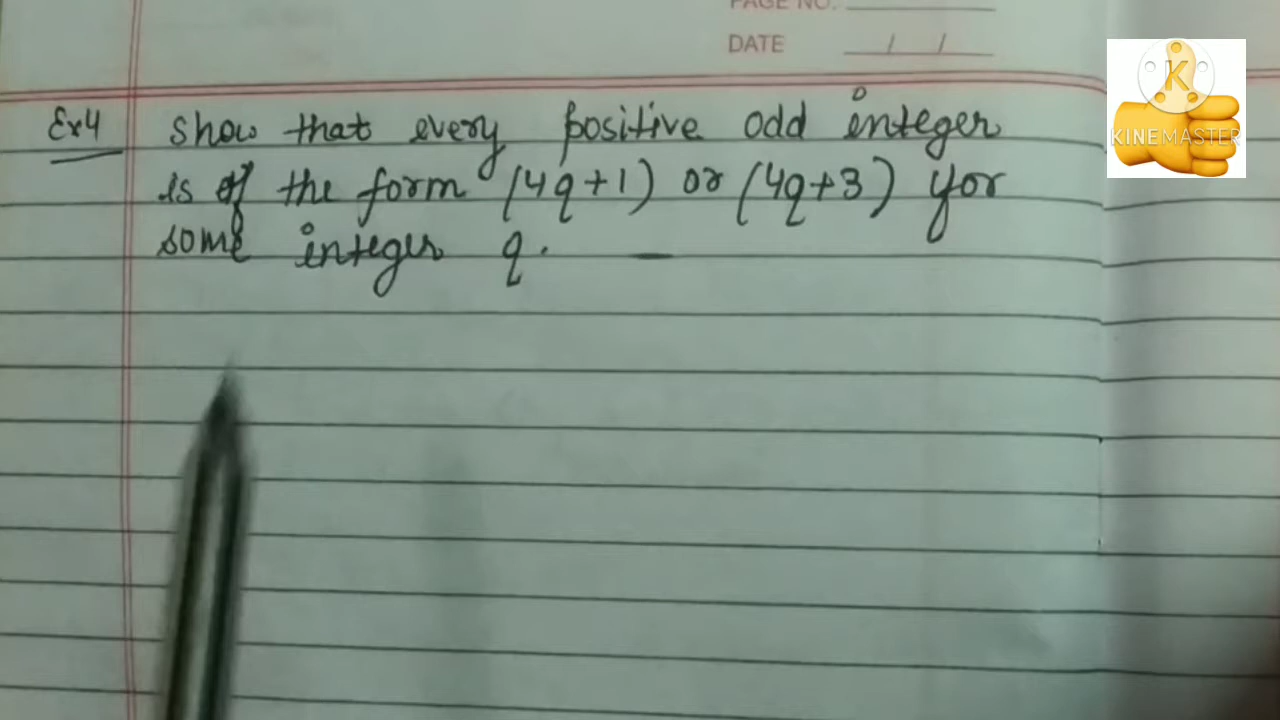 PAGE NO.
DATE / /
KINEMASTER
K
Ex4 Show that every positive odd integer
is of the form (4q+1) or (4q+3) for
some integer q.